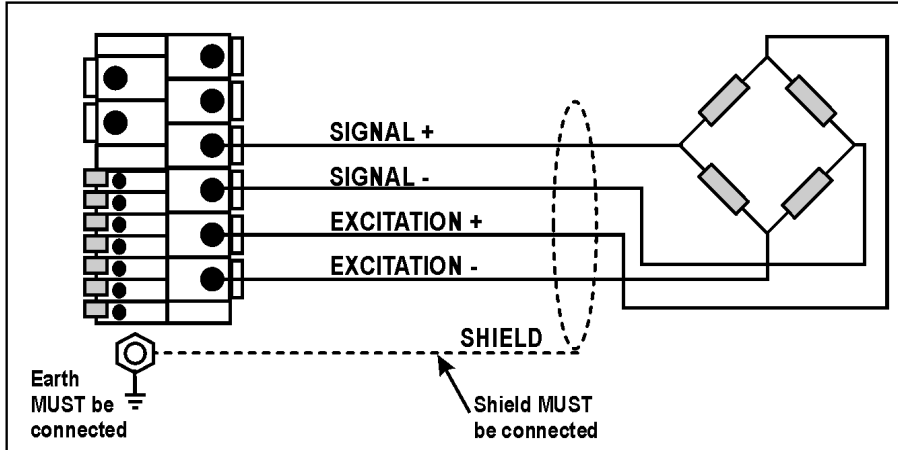 SIGNAL +
SIGNAL -
EXCITATION +
EXCITATION -
SHIELD
Earth
MUST be
connected
Shield MUST
be connected